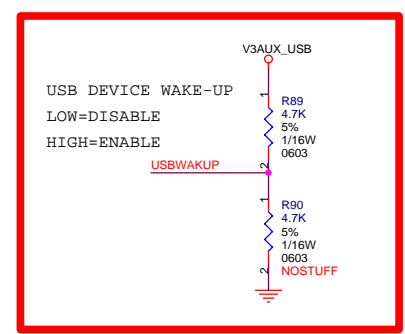 V3AUX_USB
USB DEVICE WAKE-UP
LOW=DISABLE
HIGH=ENABLE
USBWAKUP
1
R89
4.7K
5%
1/16W
0603
2
1
R90
4.7K
5%
1/16W
0603
2
NOSTUFF